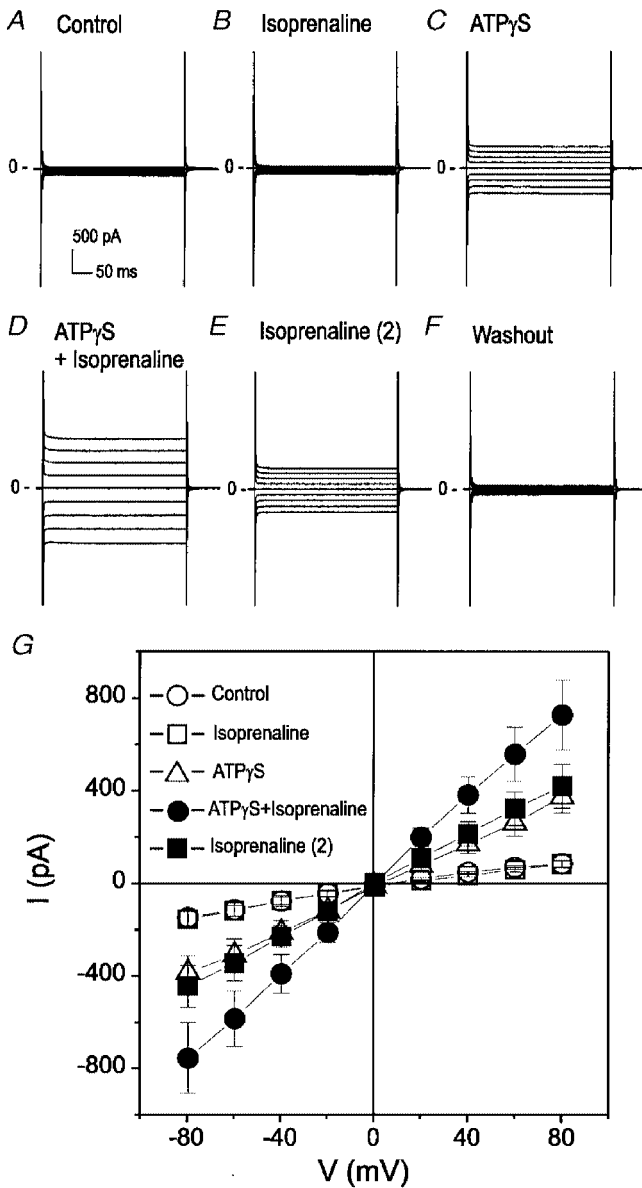 A Control
B Isoprenaline
C ATPγS
0 -
0 -
0 -
500 pA
50 ms
D ATPγS
+ Isoprenaline
E Isoprenaline (2)
F Washout
0 -
0 -
0 -
G
Control
Isoprenaline
ATPγS
ATPγS+Isoprenaline
Isoprenaline (2)
800
400
0
-400
-800
I (pA)
-80 -40 0 40 80
V (mV)